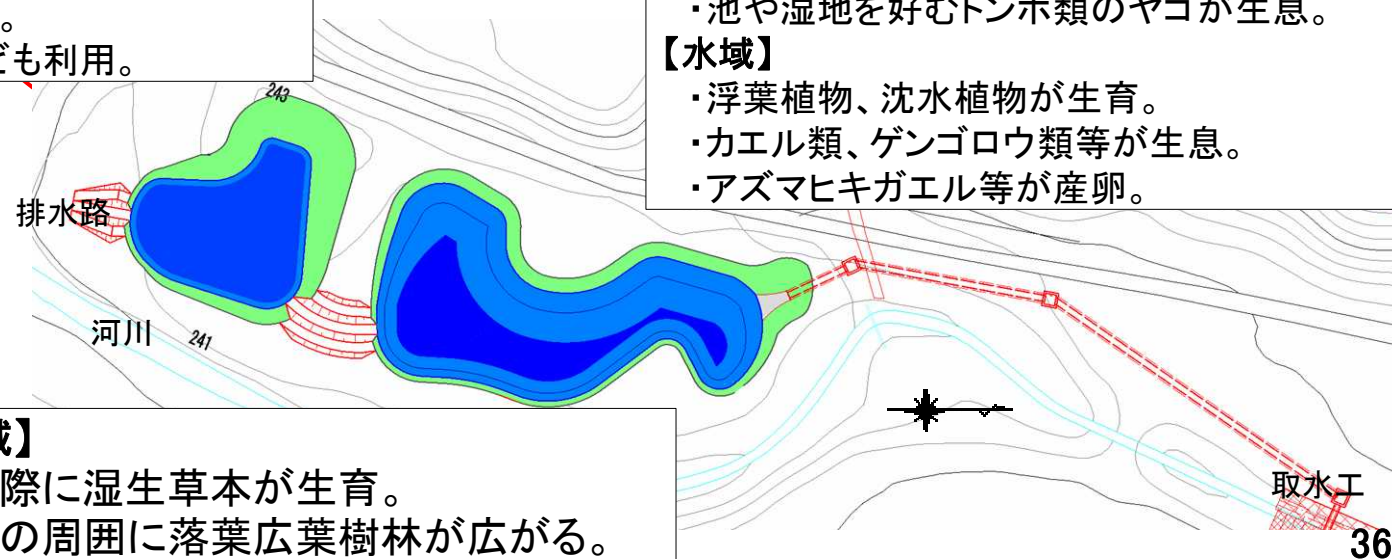 。
ども利用。
・池や湿地を好むトンボ類のヤゴが生息。
【水域】
・浮葉植物、沈水植物が生育。
・カエル類、ゲンゴロウ類等が生息。
・アズマヒキガエル等が産卵。
243
排水路
河川
241
域】
際に湿生草本が生育。
の周囲に落葉広葉樹林が広がる。
取水工
36